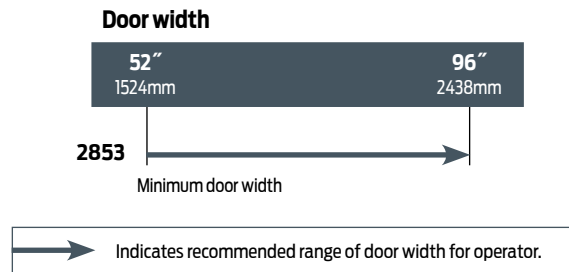 Door width
52″ 96″
1524mm 2438mm
2853
Minimum door width
Indicates recommended range of door width for operator.